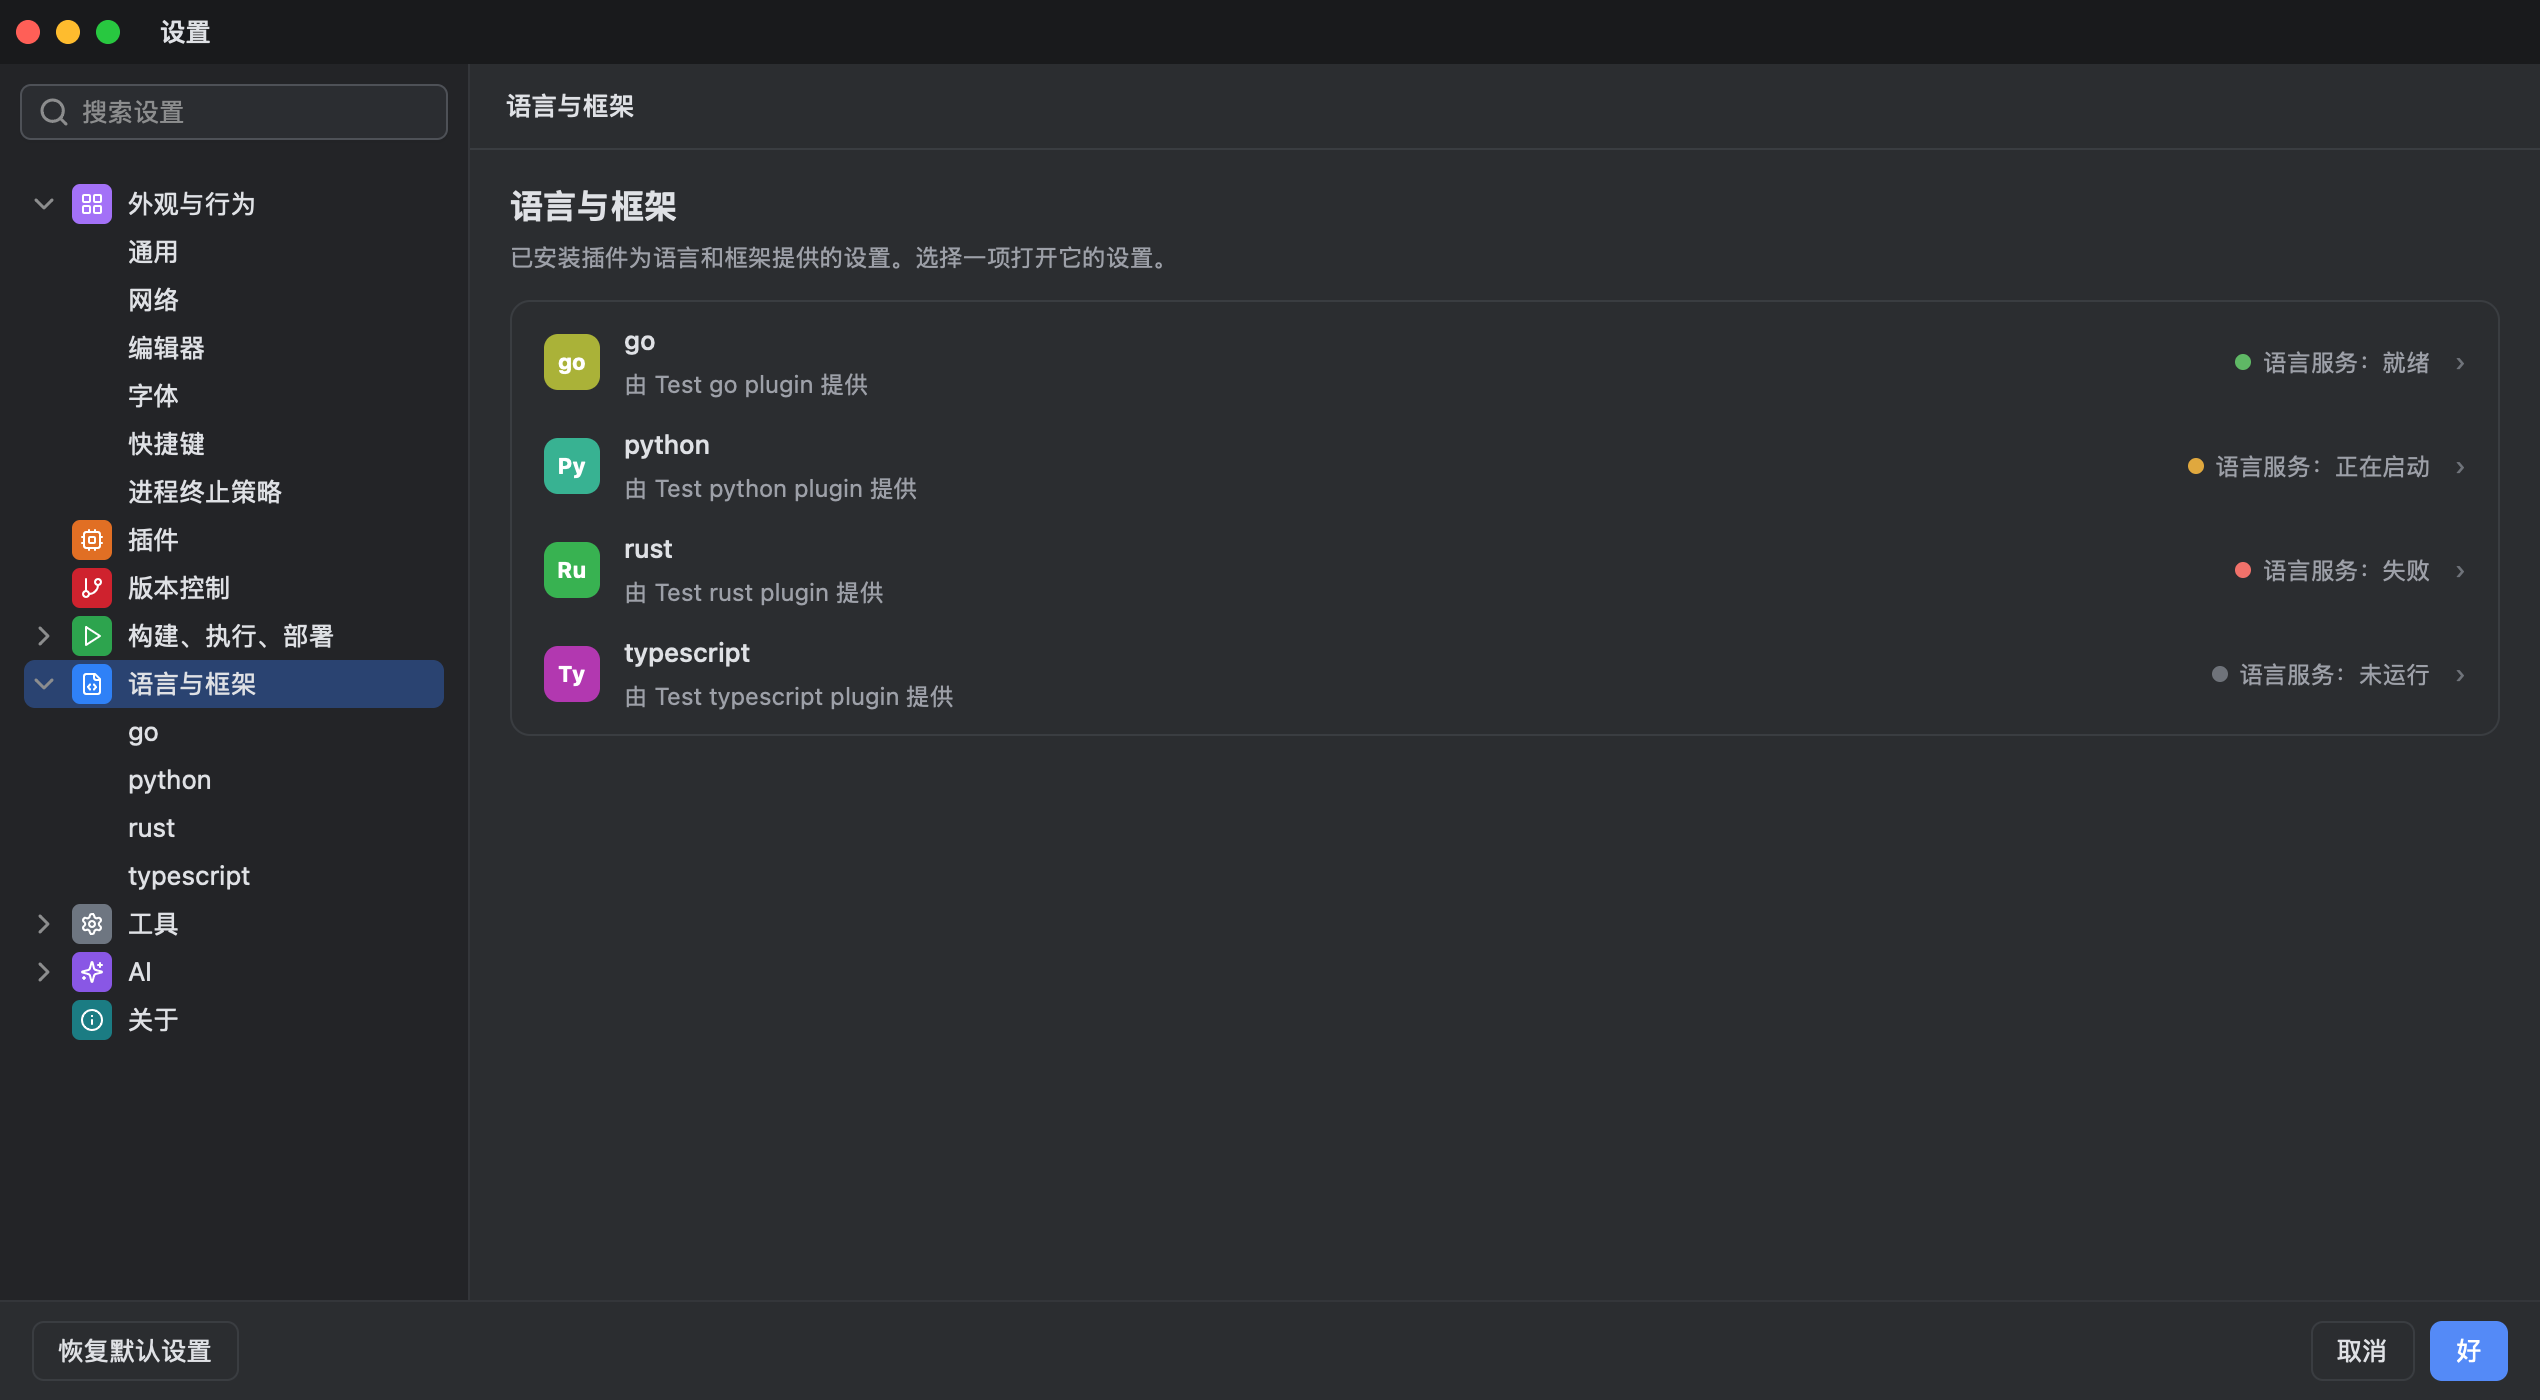 设置
搜索设置
外观与行为
通用
网络
编辑器
字体
快捷键
进程终止策略
插件
版本控制
构建、执行、部署
语言与框架
go
python
rust
typescript
工具
AI
关于
语言与框架
语言与框架
已安装插件为语言和框架提供的设置。选择一项打开它的设置。
go
go
由 Test go plugin 提供
语言服务：就绪
Py
python
由 Test python plugin 提供
语言服务：正在启动
Ru
rust
由 Test rust plugin 提供
语言服务：失败
Ty
typescript
由 Test typescript plugin 提供
语言服务：未运行
恢复默认设置
取消
好